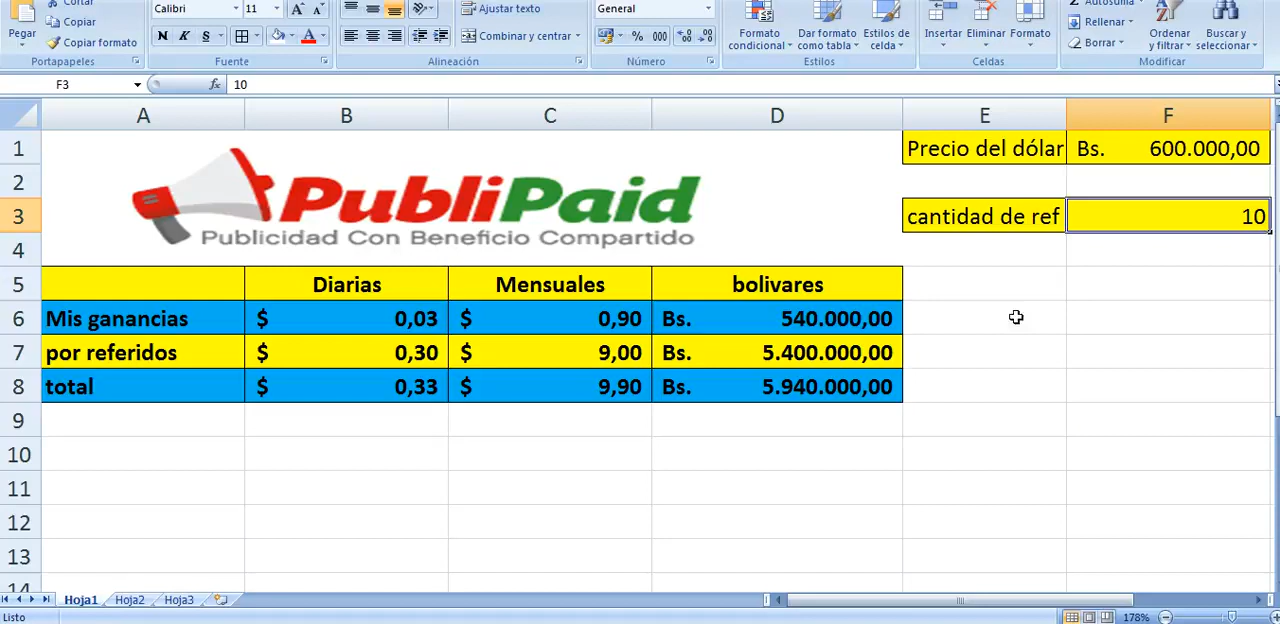 Cortar
Copiar
Pegar
Copiar formato
Portapapeles
Calibri 11
N K S
Fuente
Ajustar texto
Combinar y centrar
Alineación
General
% 000
Número
Formato condicional
Dar formato como tabla
Estilos de celda
Estilos
Insertar Eliminar Formato
Celdas
Autosuma
Rellenar
Borrar
Ordenar y filtrar
Buscar y seleccionar
Modificar
F3 fx 10
A B C D E F
1 Precio del dólar Bs. 600.000,00
2
PubliPaid
Publicidad Con Beneficio Compartido
3 cantidad de ref 10
4
5 Diarias Mensuales bolivares
6 Mis ganancias $ 0,03 $ 0,90 Bs. 540.000,00
7 por referidos $ 0,30 $ 9,00 Bs. 5.400.000,00
8 total $ 0,33 $ 9,90 Bs. 5.940.000,00
9
10
11
12
13
14
Hoja1 Hoja2 Hoja3
Listo 178%